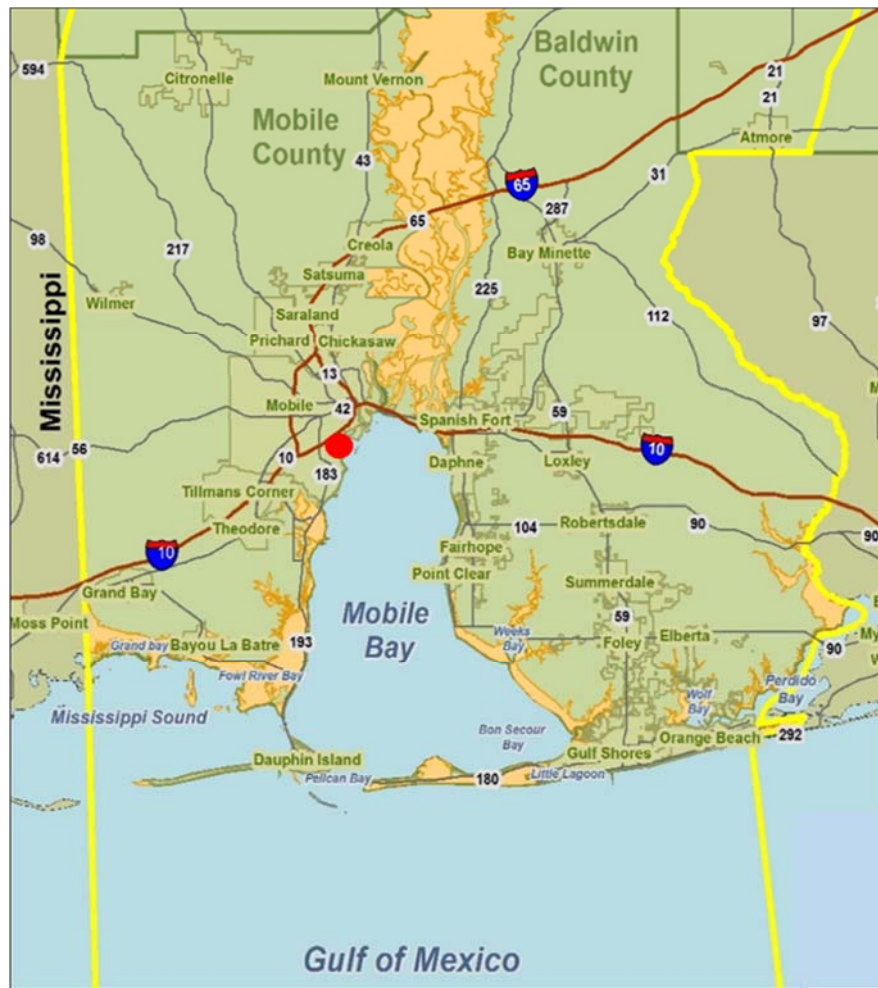 Baldwin
County
594
Citronelle
Mount Vernon
21
21
Mobile
County
Atmore
43
31
65
287
65
98
217
Creola
Bay Minette
Satsuma
225
Wilmer
Saraland
112
97
Mississippi
Prichard
Chickasaw
13
Mobile
42
Spanish Fort
59
614
56
10
183
Daphne
Loxley
10
Tillmans Corner
Theodore
104
Robertsdale
90
90
10
Fairhope
Point Clear
Summerdale
Grand Bay
Moss Point
Mobile
Bay
59
193
Weeks
Bay
Elberta
My
Grand bay
Bayou La Batre
Foley
90
W
Fowl River Bay
Wolf
Bay
Perdido
Bay
Mississippi Sound
Bon Secour
Bay
Orange Beach
292
Dauphin Island
Gulf Shores
Pelican Bay
180
Little Lagoon
Gulf of Mexico